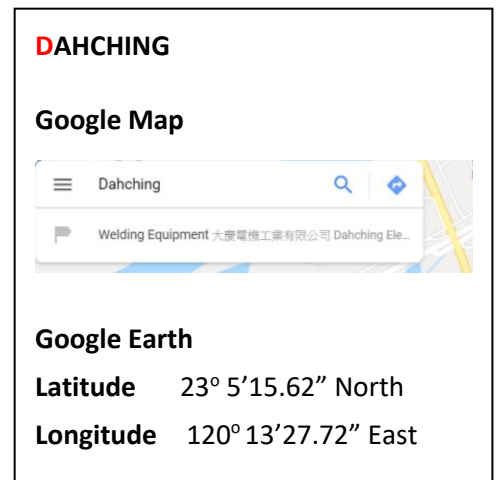 DAHCHING
Google Map
Dahching
Welding Equipment 大慶電機工業有限公司 Dahching Ele...
Google Earth
Latitude 23° 5’15.62” North
Longitude 120° 13’27.72” East